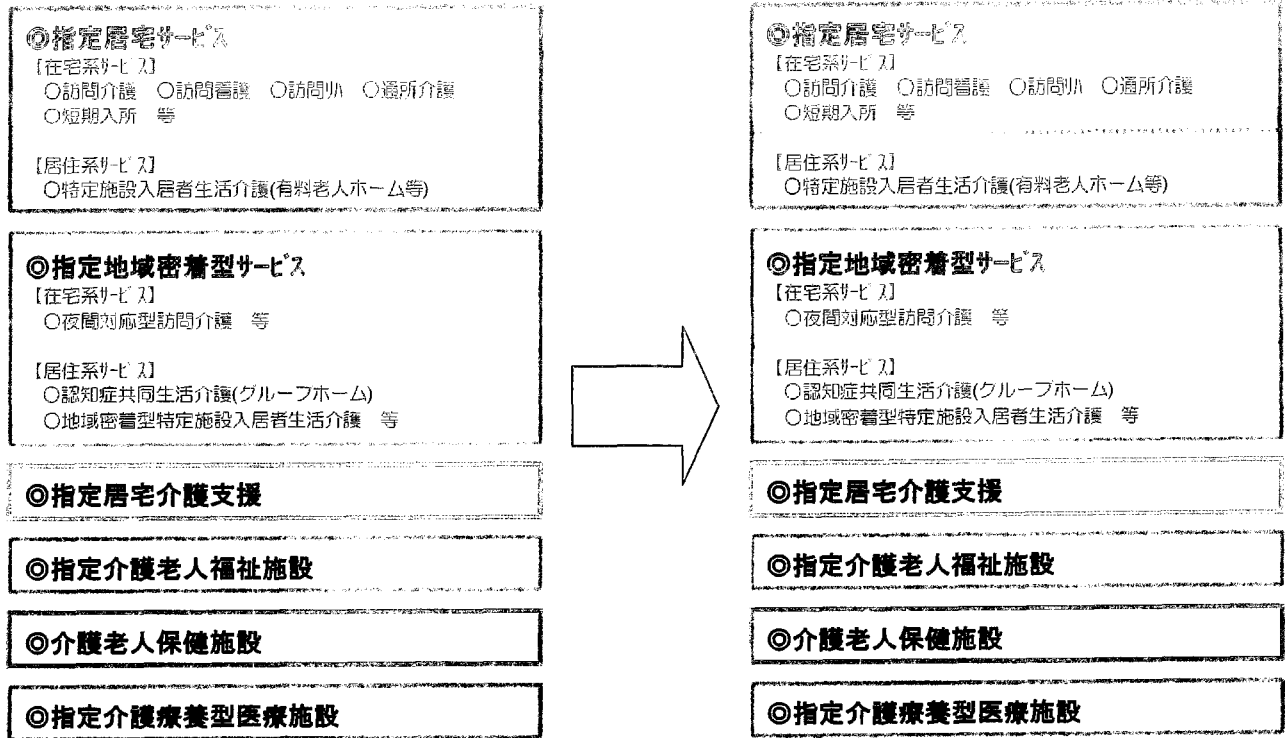 ◎指定居宅サービス
【在宅系サービス】
○訪問介護　○訪問看護　○訪問リハ　○通所介護
○短期入所　等
【居住系サービス】
○特定施設入居者生活介護(有料老人ホーム等)
◎指定地域密着型サービス
【在宅系サービス】
○夜間対応型訪問介護　等
【居住系サービス】
○認知症共同生活介護(グループホーム)
○地域密着型特定施設入居者生活介護　等
◎指定居宅介護支援
◎指定介護老人福祉施設
◎介護老人保健施設
◎指定介護療養型医療施設
◎指定居宅サービス
【在宅系サービス】
○訪問介護　○訪問看護　○訪問リハ　○通所介護
○短期入所　等
【居住系サービス】
○特定施設入居者生活介護(有料老人ホーム等)
◎指定地域密着型サービス
【在宅系サービス】
○夜間対応型訪問介護　等
【居住系サービス】
○認知症共同生活介護(グループホーム)
○地域密着型特定施設入居者生活介護　等
◎指定居宅介護支援
◎指定介護老人福祉施設
◎介護老人保健施設
◎指定介護療養型医療施設